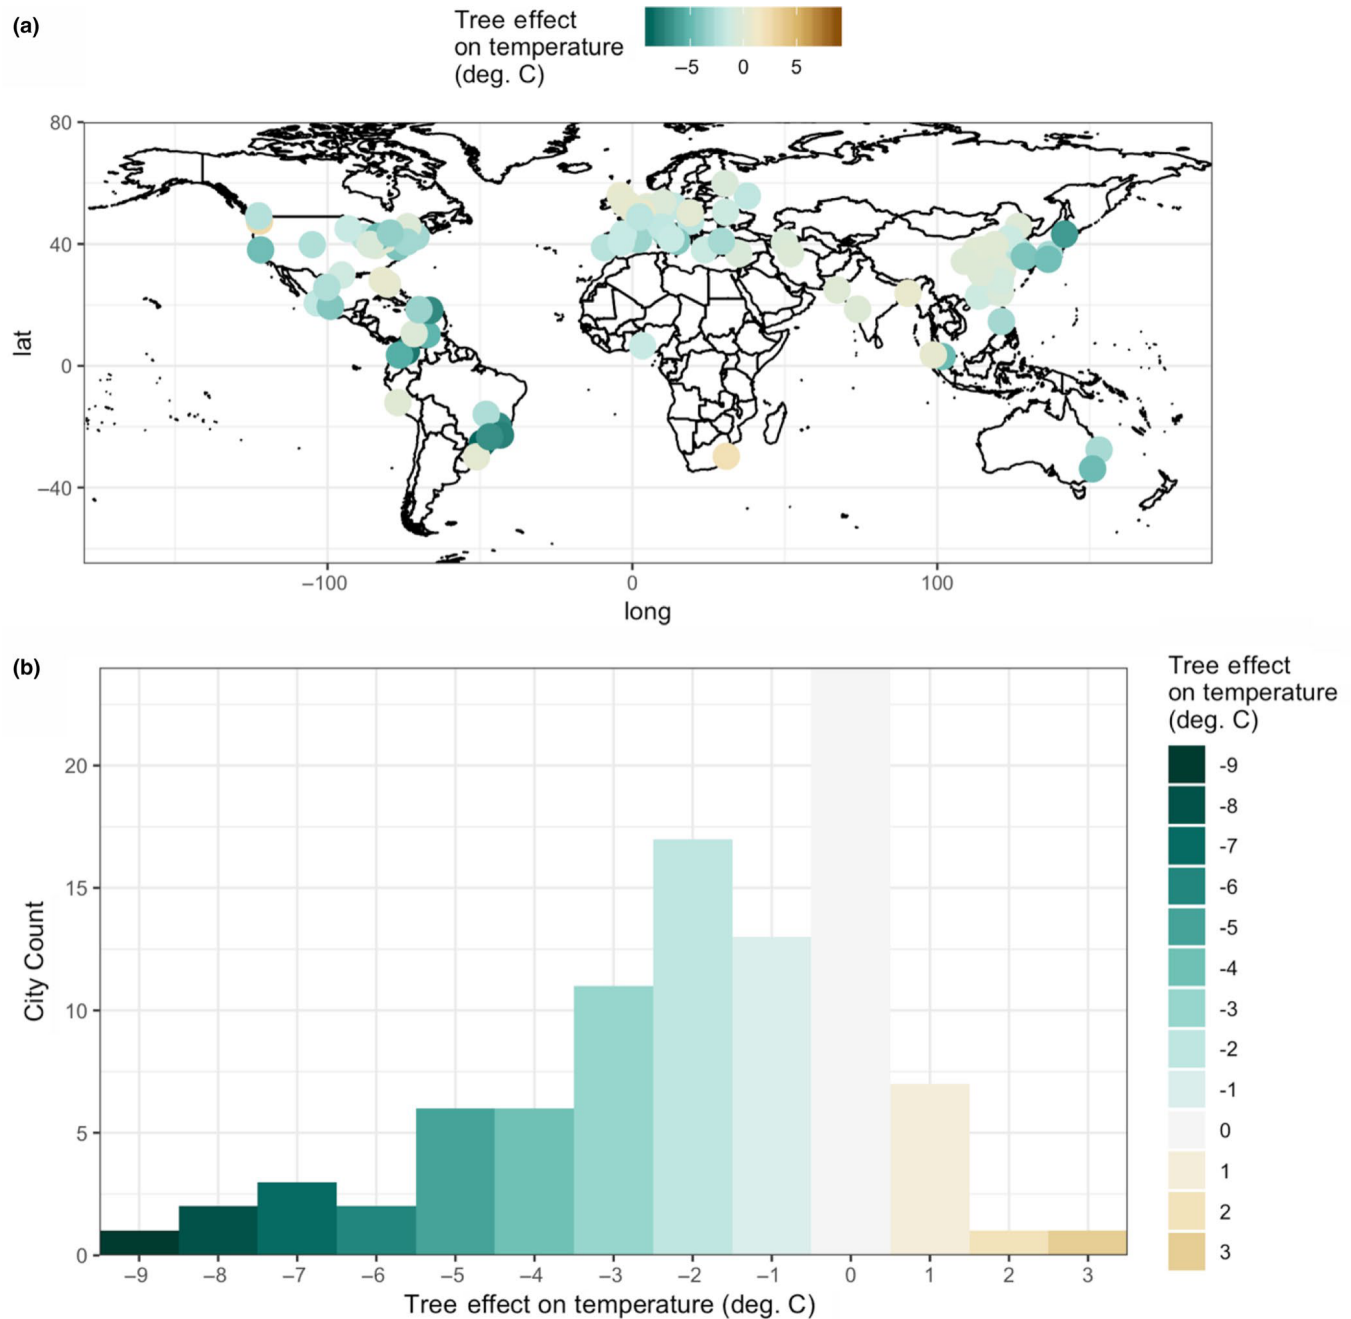 (a)
Tree effect
on temperature
(deg. C)
–5 0 5
80
40
0
–40
lat
–100 0 100
long
(b)
Tree effect
on temperature
(deg. C)
-9
-8
-7
-6
-5
-4
-3
-2
-1
0
1
2
3
20
15
10
5
0
City Count
–9 –8 –7 –6 –5 –4 –3 –2 –1 0 1 2 3
Tree effect on temperature (deg. C)